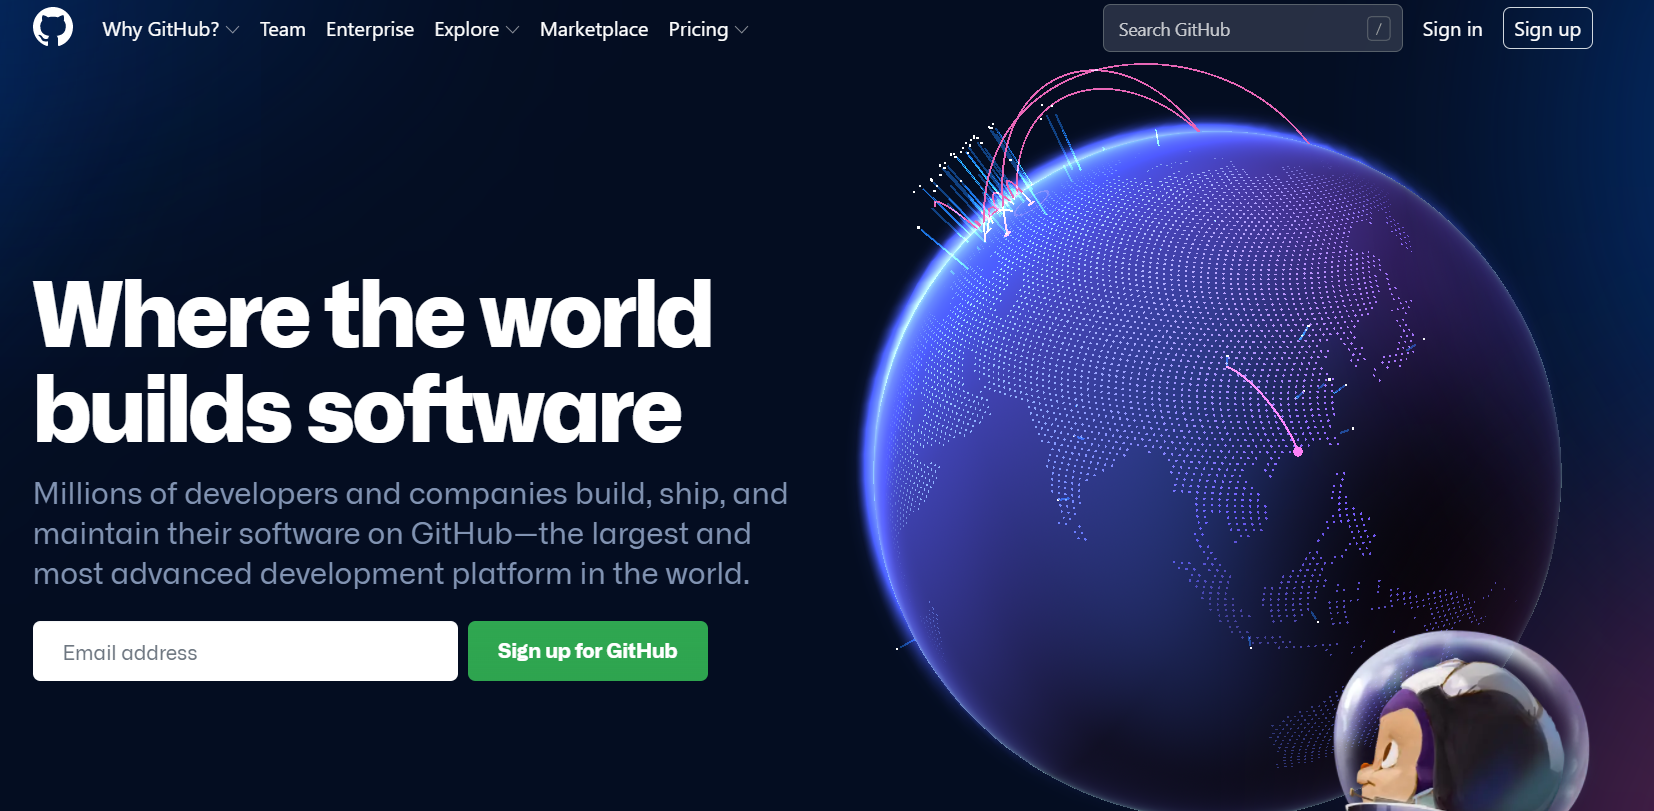 Why GitHub? Team Enterprise Explore Marketplace Pricing Search GitHub / Sign in Sign up
Where the world
builds software
Millions of developers and companies build, ship, and
maintain their software on GitHub—the largest and
most advanced development platform in the world.
Email address Sign up for GitHub